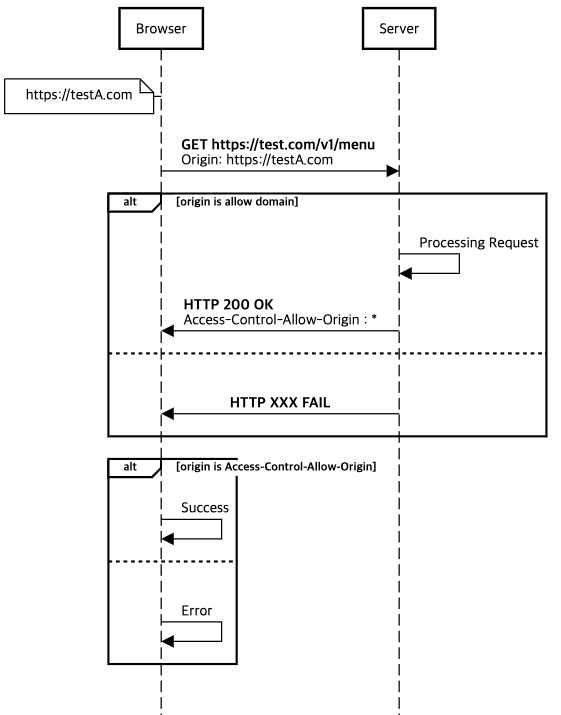 Browser
Server
https://testA.com
GET https://test.com/v1/menu
Origin: https://testA.com
alt
[origin is allow domain]
Processing Request
HTTP 200 OK
Access-Control-Allow-Origin : *
HTTP XXX FAIL
alt
[origin is Access-Control-Allow-Origin]
Success
Error